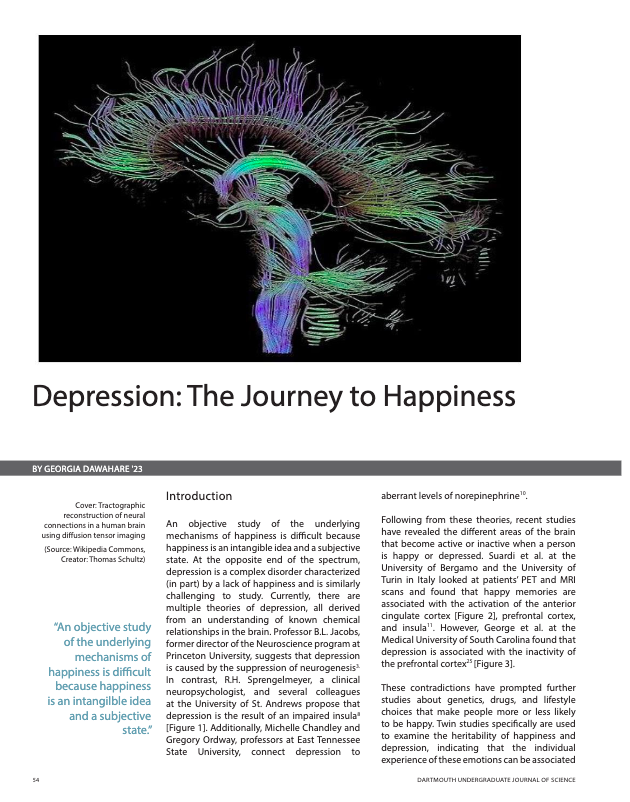 Depression: The Journey to Happiness
BY GEORGIA DAWAHARE '23
Cover: Tractographic
reconstruction of neural
connections in a human brain
using diffusion tensor imaging
(Source: Wikipedia Commons,
Creator: Thomas Schultz)
“An objective study
of the underlying
mechanisms of
happiness is difficult
because happiness
is an intangible idea
and a subjective
state.”
Introduction
An objective study of the underlying
mechanisms of happiness is difficult because
happiness is an intangible idea and a subjective
state. At the opposite end of the spectrum,
depression is a complex disorder characterized
(in part) by a lack of happiness and is similarly
challenging to study. Currently, there are
multiple theories of depression, all derived
from an understanding of known chemical
relationships in the brain. Professor B.L. Jacobs,
former director of the Neuroscience program at
Princeton University, suggests that depression
is caused by the suppression of neurogenesis³.
In contrast, R.H. Sprengelmeyer, a clinical
neuropsychologist, and several colleagues
at the University of St. Andrews propose that
depression is the result of an impaired insula⁸
[Figure 1]. Additionally, Michelle Chandley and
Gregory Ordway, professors at East Tennessee
State University, connect depression to
aberrant levels of norepinephrine¹⁰.
Following from these theories, recent studies
have revealed the different areas of the brain
that become active or inactive when a person
is happy or depressed. Suardi et al. at the
University of Bergamo and the University of
Turin in Italy looked at patients’ PET and MRI
scans and found that happy memories are
associated with the activation of the anterior
cingulate cortex [Figure 2], prefrontal cortex,
and insula¹¹. However, George et al. at the
Medical University of South Carolina found that
depression is associated with the inactivity of
the prefrontal cortex²⁵ [Figure 3].
These contradictions have prompted further
studies about genetics, drugs, and lifestyle
choices that make people more or less likely
to be happy. Twin studies specifically are used
to examine the heritability of happiness and
depression, indicating that the individual
experience of these emotions can be associated
54
DARTMOUTH UNDERGRADUATE JOURNAL OF SCIENCE